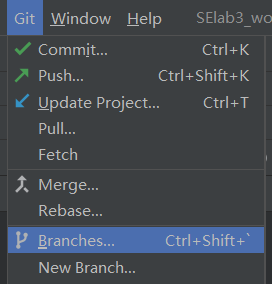 Git Window Help SElab3_wo
Commit... Ctrl+K
Push... Ctrl+Shift+K
Update Project... Ctrl+T
Pull...
Fetch
Merge...
Rebase...
Branches... Ctrl+Shift+`
New Branch...